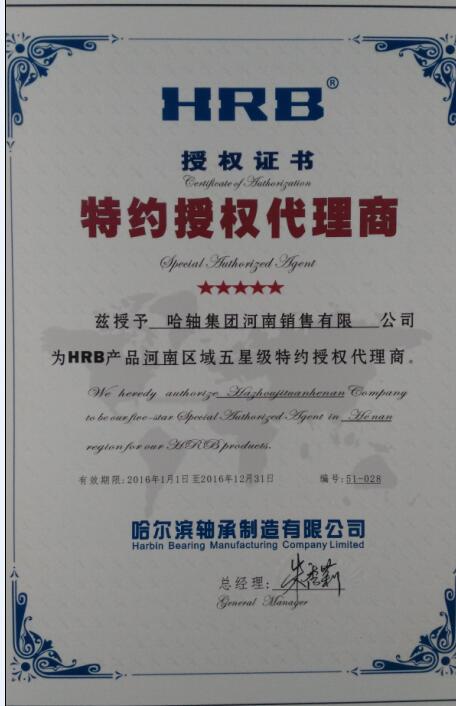 HRB®
授权证书
Certificate of Authorization
特约授权代理商
Special Authorized Agent
★★★★★
兹授予 哈轴集团河南销售有限 公司
为HRB产品河南区域五星级特约授权代理商。
We heredy authorize Hazhoujituanhenan Company
to be our five-star Special Authorized Agent in Henan
region for our HRB products.
有效期限:2016年1月1日至2016年12月31日 编号:51-028
哈尔滨轴承制造有限公司
Harbin Bearing Manufacturing Company Limited
总经理:
General Manager